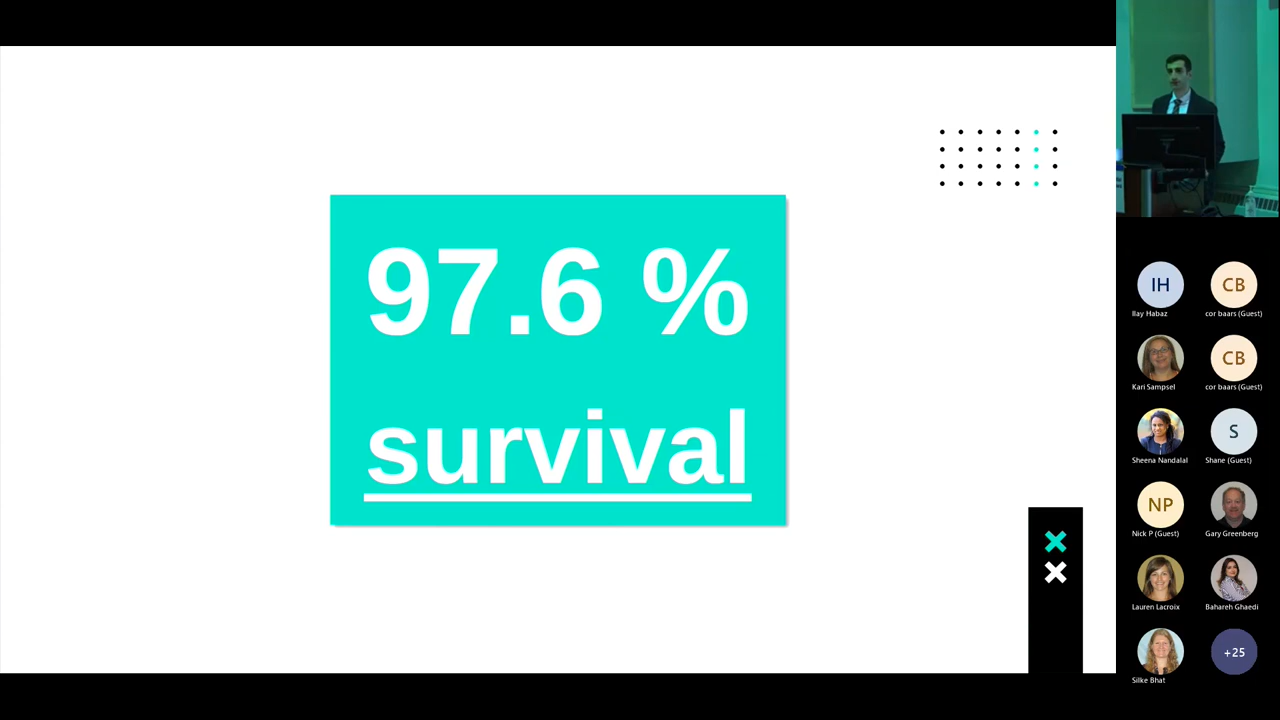 97.6 %
survival
IH
CB
Ilay Habaz
cor baars (Guest)
CB
Kari Sampsel
cor baars (Guest)
S
Sheena Nandalal
Shane (Guest)
NP
Nick P (Guest)
Gary Greenberg
Lauren Lacroix
Bahareh Ghaedi
+25
Silke Bhat